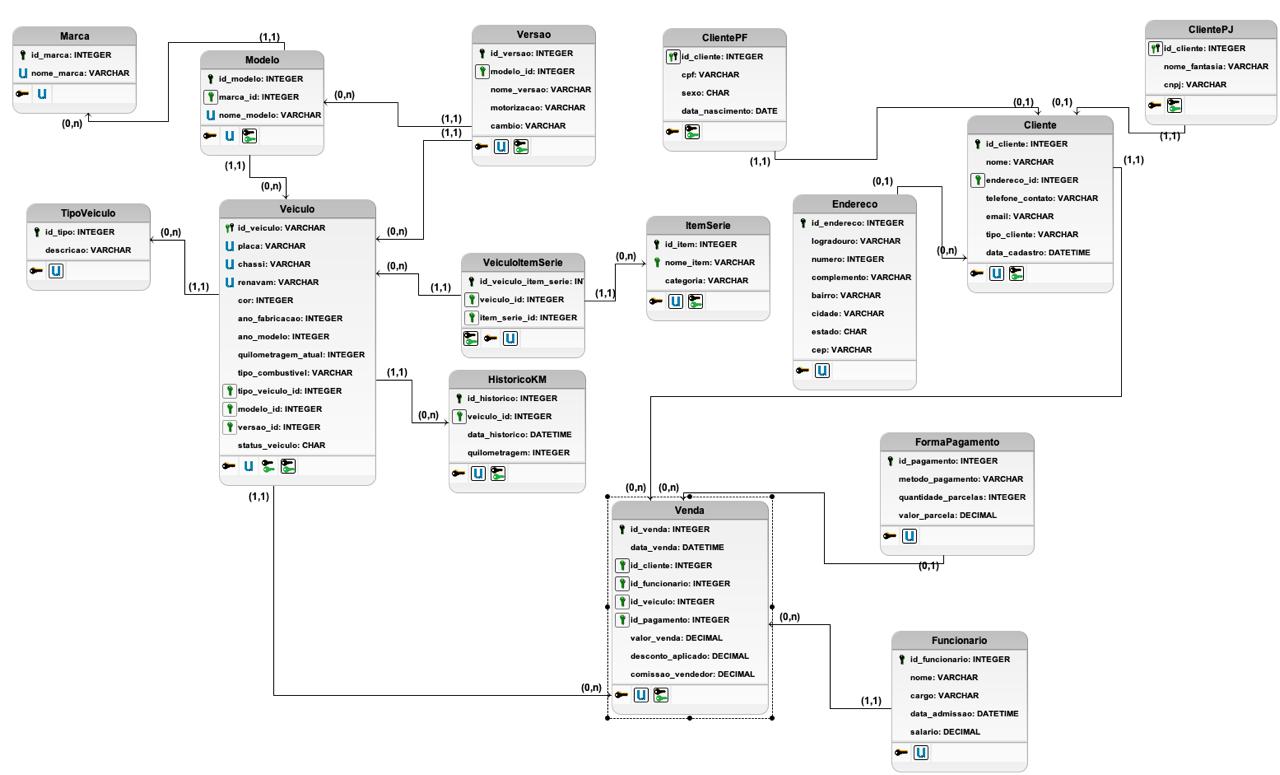 Marca
id_marca: INTEGER
nome_marca: VARCHAR
U
(0,n)
(1,1)
Modelo
id_modelo: INTEGER
marca_id: INTEGER
nome_modelo: VARCHAR
U
(1,1)
(0,n)
(0,n)
(1,1)
(1,1)
Versao
id_versao: INTEGER
modelo_id: INTEGER
nome_versao: VARCHAR
motorizacao: VARCHAR
cambio: VARCHAR
U
ClientePF
id_cliente: INTEGER
cpf: VARCHAR
sexo: CHAR
data_nascimento: DATE
(1,1)
(0,1)
(0,1)
ClientePJ
id_cliente: INTEGER
nome_fantasia: VARCHAR
cnpj: VARCHAR
(1,1)
Cliente
id_cliente: INTEGER
nome: VARCHAR
endereco_id: INTEGER
telefone_contato: VARCHAR
email: VARCHAR
tipo_cliente: VARCHAR
data_cadastro: DATETIME
U
(1,1)
(0,1)
(0,n)
Endereco
id_endereco: INTEGER
logradouro: VARCHAR
numero: INTEGER
complemento: VARCHAR
bairro: VARCHAR
cidade: VARCHAR
estado: CHAR
cep: VARCHAR
U
TipoVeiculo
id_tipo: INTEGER
descricao: VARCHAR
U
(0,n)
(1,1)
Veiculo
id_veiculo: VARCHAR
placa: VARCHAR
chassi: VARCHAR
renavam: VARCHAR
cor: INTEGER
ano_fabricacao: INTEGER
ano_modelo: INTEGER
quilometragem_atual: INTEGER
tipo_combustivel: VARCHAR
tipo_veiculo_id: INTEGER
modelo_id: INTEGER
versao_id: INTEGER
status_veiculo: CHAR
U
(1,1)
(0,n)
(0,n)
(1,1)
VeiculoItemSerie
id_veiculo_item_serie: IN
veiculo_id: INTEGER
item_serie_id: INTEGER
U
(1,1)
(0,n)
ItemSerie
id_item: INTEGER
nome_item: VARCHAR
categoria: VARCHAR
U
(1,1)
(0,n)
HistoricoKM
id_historico: INTEGER
veiculo_id: INTEGER
data_historico: DATETIME
quilometragem: INTEGER
U
(0,n)
(0,n)
Venda
id_venda: INTEGER
data_venda: DATETIME
id_cliente: INTEGER
id_funcionario: INTEGER
id_veiculo: INTEGER
id_pagamento: INTEGER
valor_venda: DECIMAL
desconto_aplicado: DECIMAL
comissao_vendedor: DECIMAL
U
(0,n)
(0,n)
(1,1)
FormaPagamento
id_pagamento: INTEGER
metodo_pagamento: VARCHAR
quantidade_parcelas: INTEGER
valor_parcela: DECIMAL
U
(0,1)
Funcionario
id_funcionario: INTEGER
nome: VARCHAR
cargo: VARCHAR
data_admissao: DATETIME
salario: DECIMAL
U